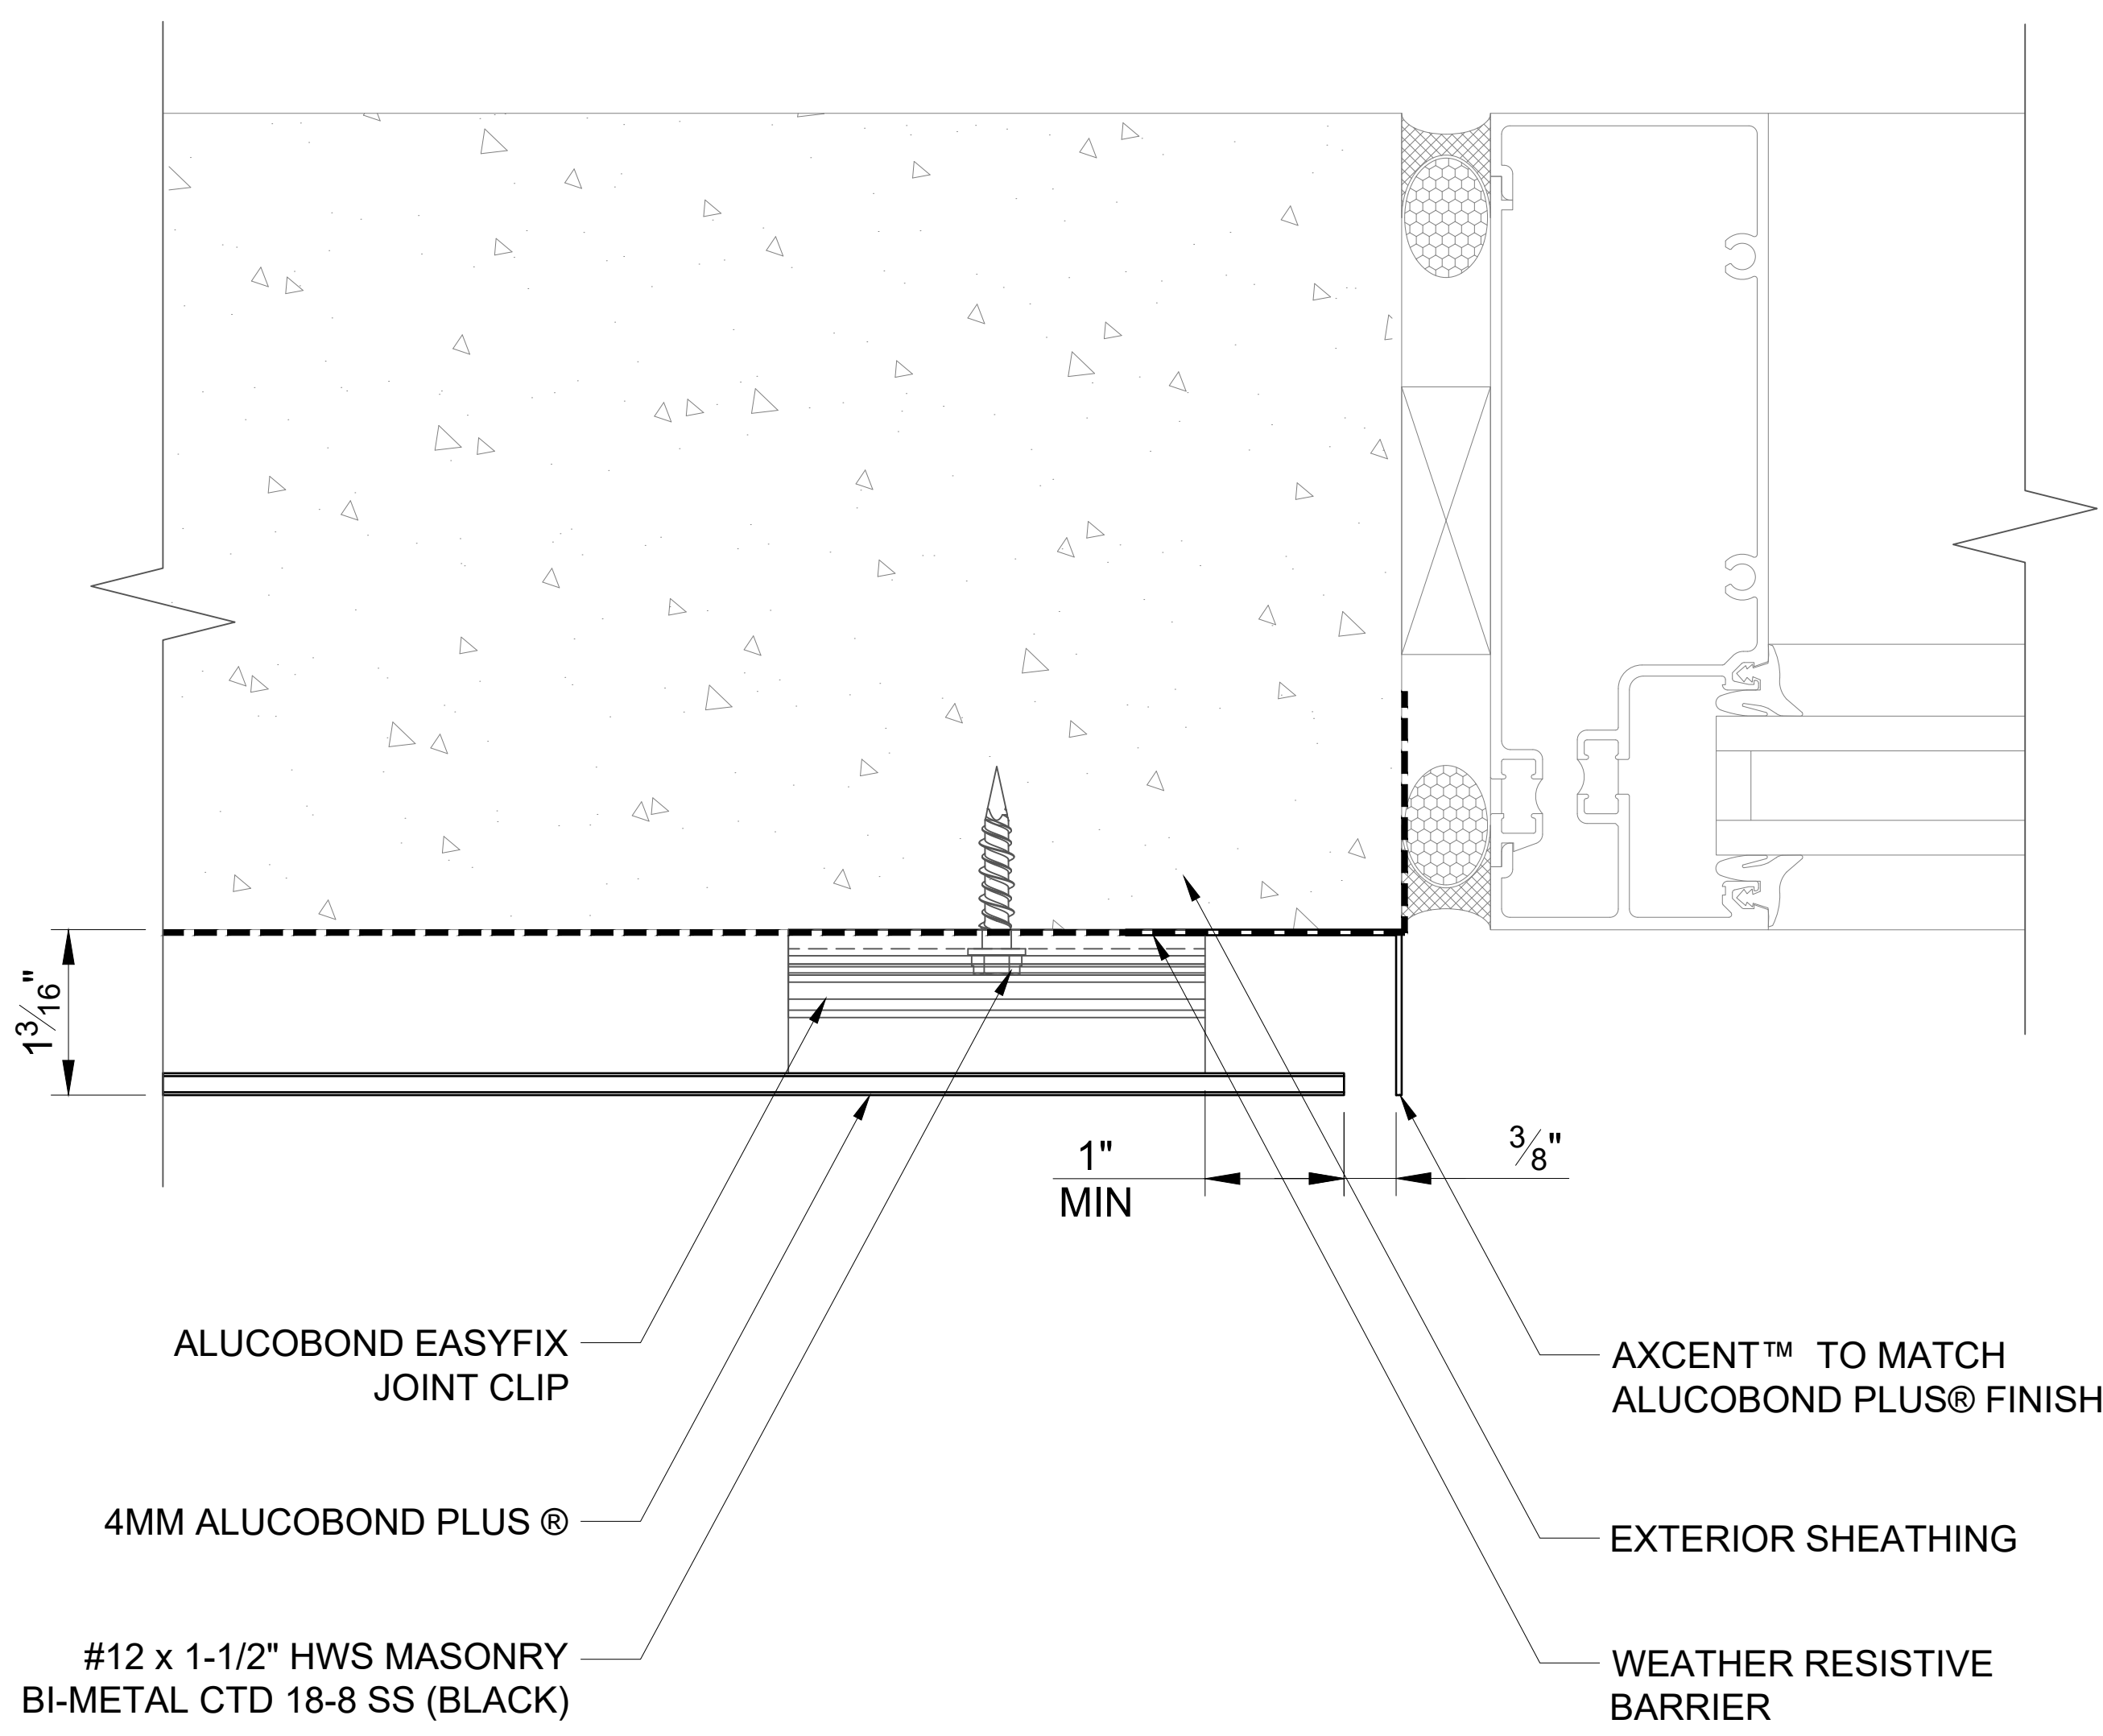 1 3/16"
1"
MIN
3/8"
ALUCOBOND EASYFIX
JOINT CLIP
4MM ALUCOBOND PLUS ®
#12 x 1-1/2" HWS MASONRY
BI-METAL CTD 18-8 SS (BLACK)
AXCENT™ TO MATCH
ALUCOBOND PLUS® FINISH
EXTERIOR SHEATHING
WEATHER RESISTIVE
BARRIER